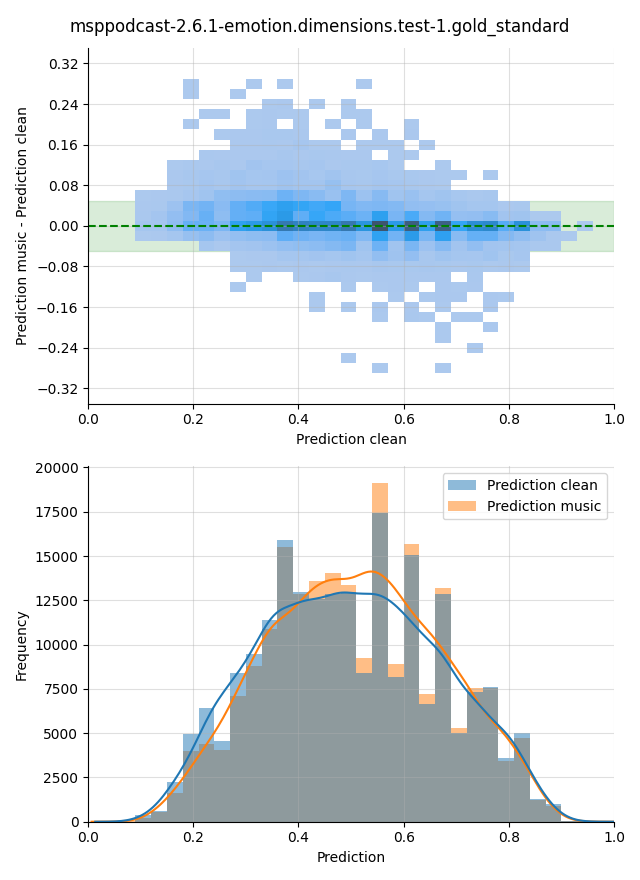 msppodcast-2.6.1-emotion.dimensions.test-1.gold_standard
0.32
0.24
0.16
0.08
0.00
−0.08
−0.16
−0.24
−0.32
Prediction music - Prediction clean
0.0 0.2 0.4 0.6 0.8 1.0
Prediction clean
20000
17500
15000
12500
10000
7500
5000
2500
0
Frequency
Prediction clean
Prediction music
0.0 0.2 0.4 0.6 0.8 1.0
Prediction